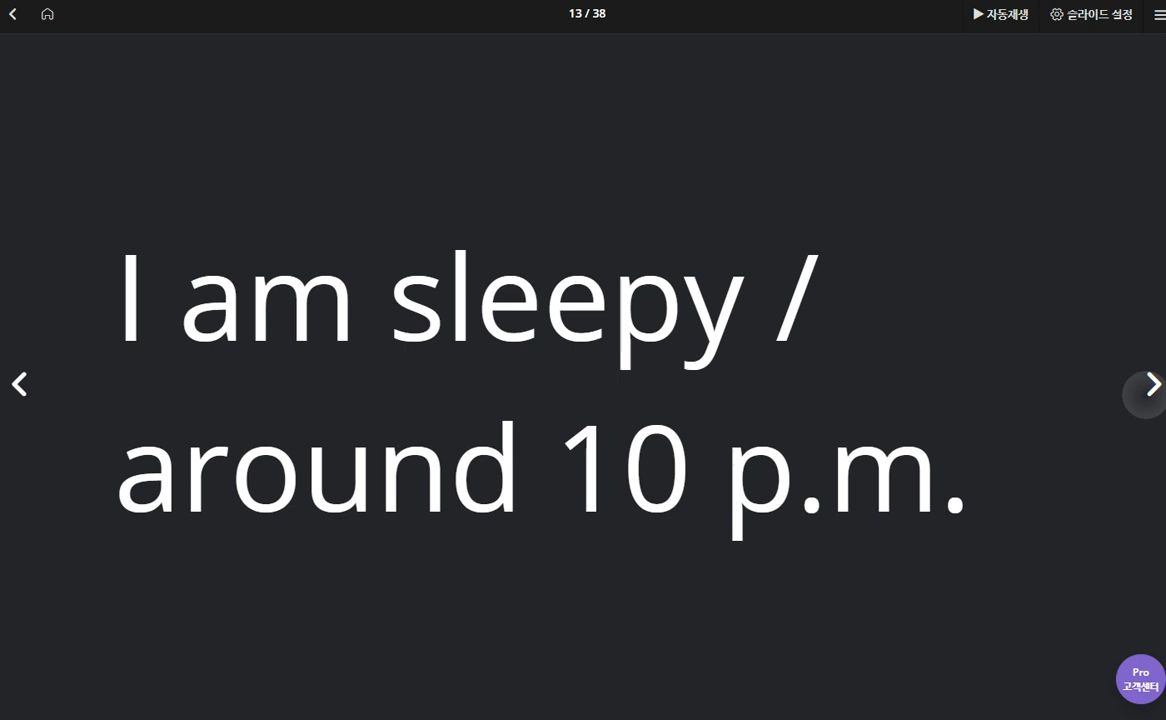 13 / 38
▶ 자동재생
슬라이드 설정
I am sleepy /
around 10 p.m.
Pro
고객센터